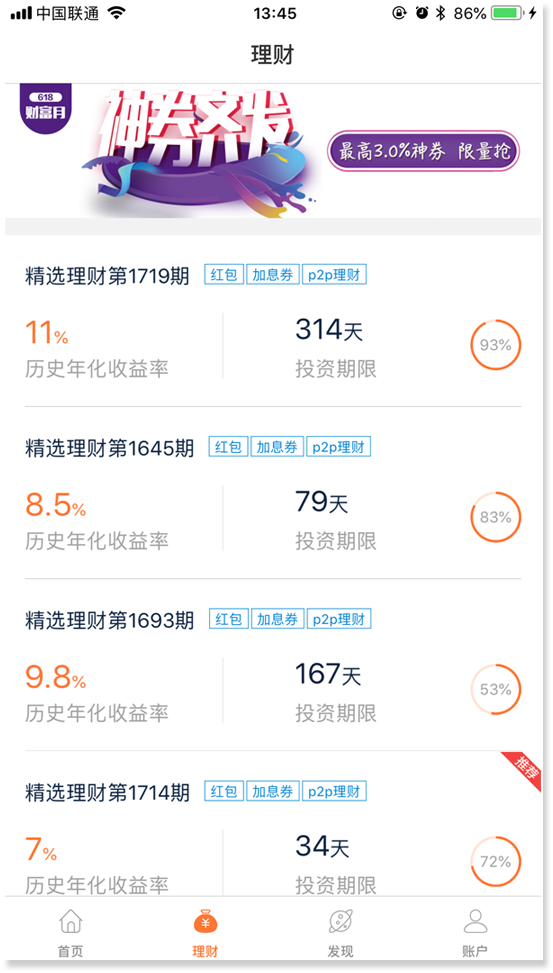 中国联通 13:45 86%
理财
618
财富月
神券齐发
最高3.0%神券 限量抢
精选理财第1719期 红包 加息券 p2p理财
11% 314天 93%
历史年化收益率 投资期限
精选理财第1645期 红包 加息券 p2p理财
8.5% 79天 83%
历史年化收益率 投资期限
精选理财第1693期 红包 加息券 p2p理财
9.8% 167天 53%
历史年化收益率 投资期限
推荐
精选理财第1714期 红包 加息券 p2p理财
7% 34天 72%
历史年化收益率 投资期限
首页 理财 发现 账户